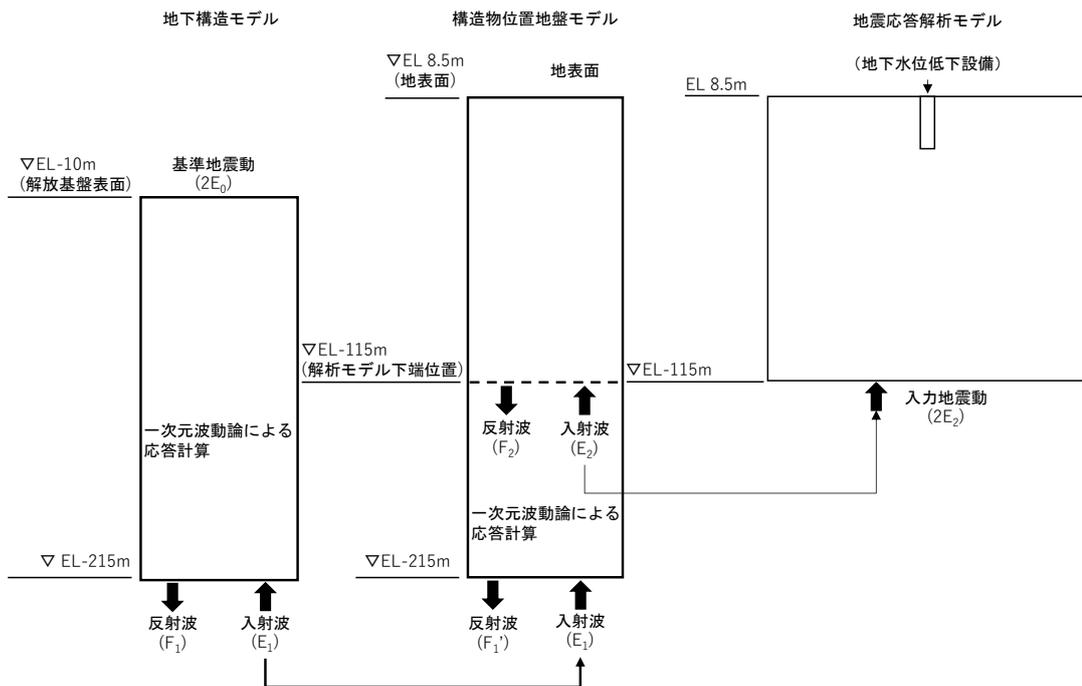 地下構造モデル
▽EL-10m
(解放基盤表面)
基準地震動
(2E₀)
一次元波動論による
応答計算
▽ EL-215m
反射波
(F₁)
入射波
(E₁)
構造物位置地盤モデル
▽EL 8.5m
(地表面)
地表面
▽EL-115m
(解析モデル下端位置)
反射波
(F₂)
入射波
(E₂)
一次元波動論による
応答計算
▽EL-215m
反射波
(F₁')
入射波
(E₁)
地震応答解析モデル
(地下水位低下設備)
EL 8.5m
▽EL-115m
入力地震動
(2E₂)